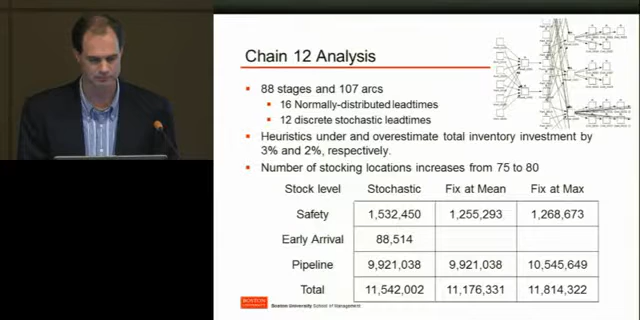 Chain 12 Analysis
88 stages and 107 arcs
16 Normally-distributed leadtimes
12 discrete stochastic leadtimes
Heuristics under and overestimate total inventory investment by
3% and 2%, respectively.
Number of stocking locations increases from 75 to 80
Stock level Stochastic Fix at Mean Fix at Max
Safety 1,532,450 1,255,293 1,268,673
Early Arrival 88,514
Pipeline 9,921,038 9,921,038 10,545,649
Total 11,542,002 11,176,331 11,814,322
BOSTON
Boston University School of Management